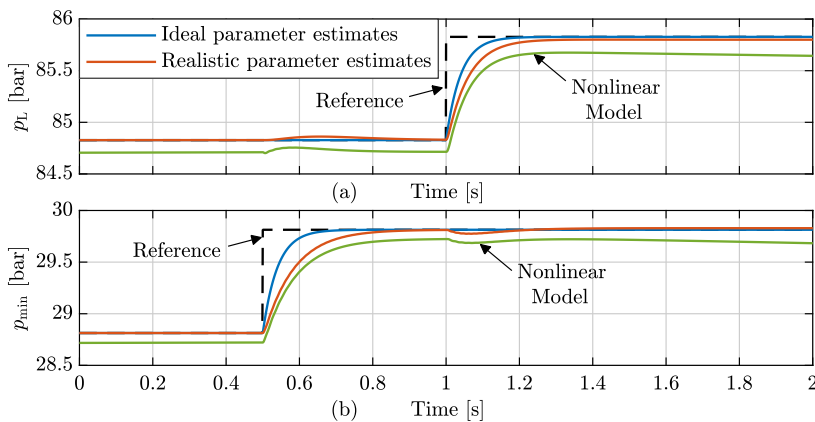 86
85.5
85
84.5
p_L [bar]
Ideal parameter estimates
Realistic parameter estimates
Reference
Nonlinear
Model
(a)
Time [s]
30
29.5
29
28.5
p_min [bar]
Reference
Nonlinear
Model
0 0.2 0.4 0.6 0.8 1 1.2 1.4 1.6 1.8 2
(b)
Time [s]